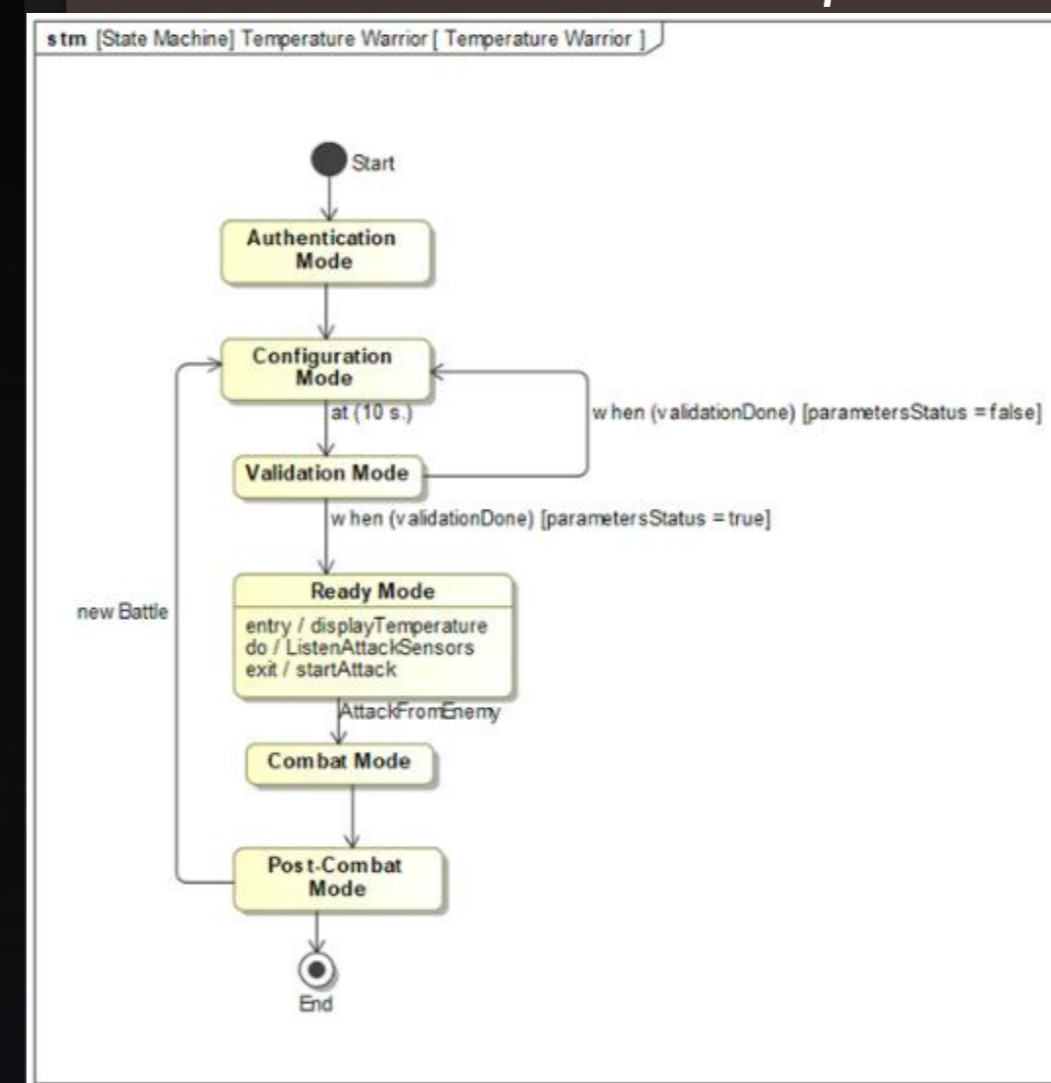 stm [State Machine] Temperature Warrior [ Temperature Warrior ]
Start
Authentication
Mode
Configuration
Mode
at (10 s.)
when (validationDone) [parametersStatus =false]
Validation Mode
when (validationDone) [parametersStatus =true]
Ready Mode
new Battle
entry / displayTemperature
do / ListenAttackSensors
exit / startAttack
AttackFromEnemy
Combat Mode
Post-Combat
Mode
End